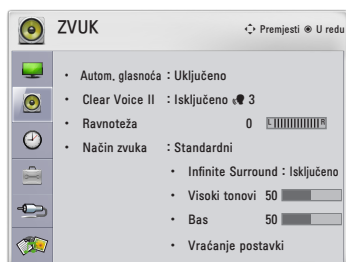 ZVUK
Premjesti U redu
• Autom. glasnoća : Uključeno
• Clear Voice II : Isključeno 3
• Ravnoteža 0 L R
• Način zvuka : Standardni
• Infinite Surround : Isključeno
• Visoki tonovi 50
• Bas 50
• Vraćanje postavki